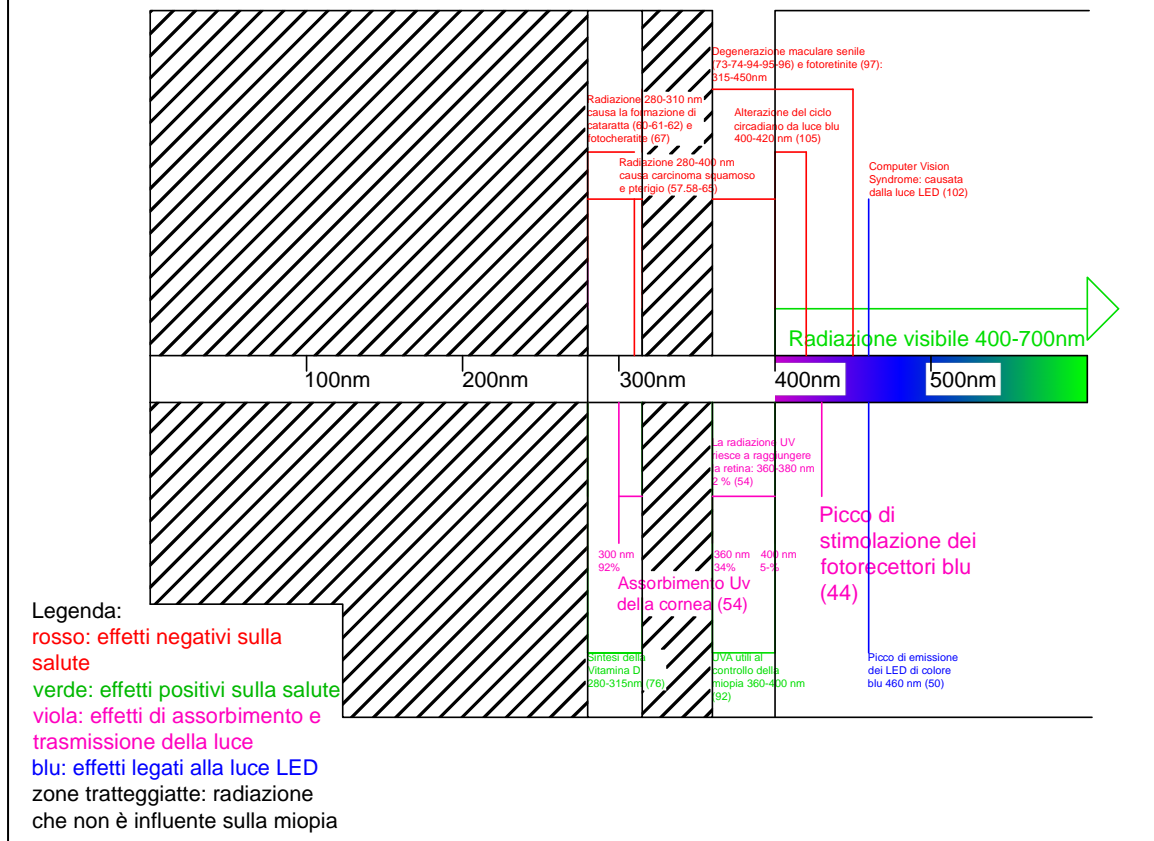 Degenerazione maculare senile
(73-74-94-95-96) e fotoretinite (97):
315-450nm
Radiazione 280-310 nm
causa la formazione di
cataratta (60-61-62) e
fotocheratite (67)
Alterazione del ciclo
circadiano da luce blu
400-420 nm (105)
Radiazione 280-400 nm
causa carcinoma squamoso
e pterigio (57.58-65)
Computer Vision
Syndrome: causata
dalla luce LED (102)
Radiazione visibile 400-700nm
100nm
200nm
300nm
400nm
500nm
La radiazione UV
riesce a raggiungere
la retina: 360-380 nm
2 % (54)
Picco di
stimolazione dei
fotorecettori blu
(44)
300 nm
92%
360 nm
34%
400 nm
5-%
Assorbimento Uv
della cornea (54)
Sintesi della
Vitamina D
280-315nm (76)
UVA utili al
controllo della
miopia 360-400 nm
(92)
Picco di emissione
dei LED di colore
blu 460 nm (50)
Legenda:
rosso: effetti negativi sulla
salute
verde: effetti positivi sulla salute
viola: effetti di assorbimento e
trasmissione della luce
blu: effetti legati alla luce LED
zone tratteggiatte: radiazione
che non è influente sulla miopia